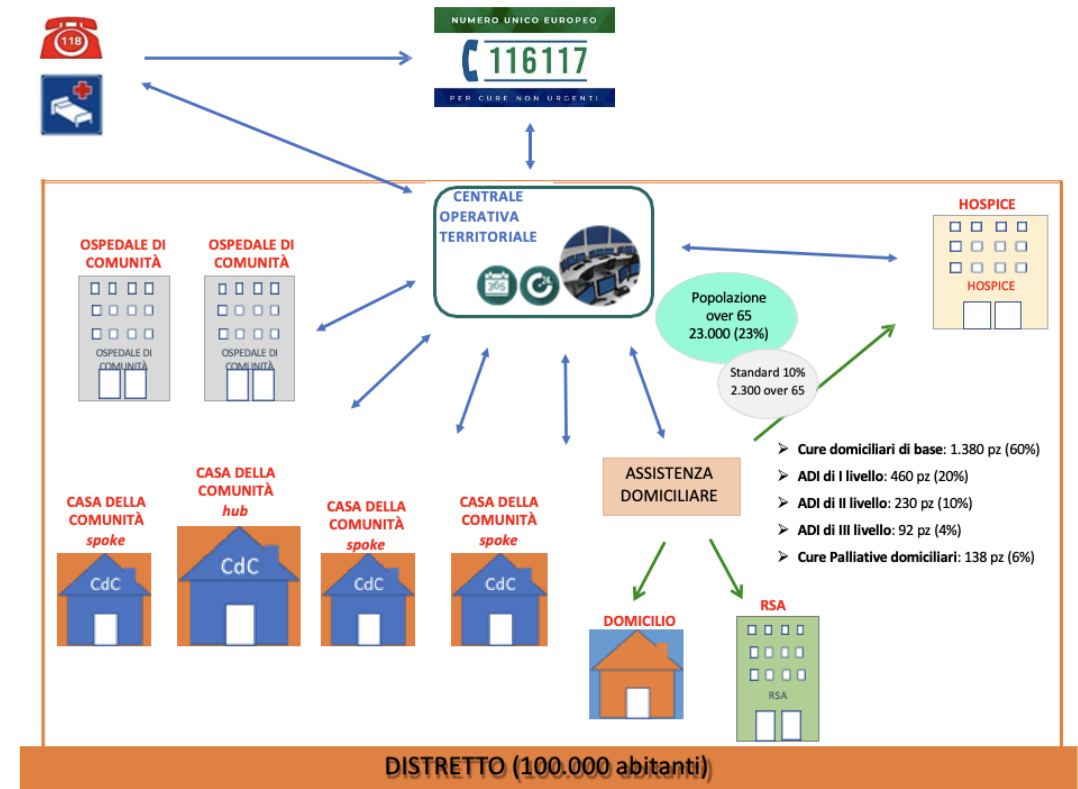 118
NUMERO UNICO EUROPEO
116117
PER CURE NON URGENTI
CENTRALE
OPERATIVA
TERRITORIALE
365
HOSPICE
HOSPICE
OSPEDALE DI
COMUNITÀ
OSPEDALE DI
COMUNITÀ
OSPEDALE DI
COMUNITÀ
OSPEDALE DI
COMUNITÀ
Popolazione
over 65
23.000 (23%)
Standard 10%
2.300 over 65
ASSISTENZA
DOMICILIARE
Cure domiciliari di base: 1.380 pz (60%)
ADI di I livello: 460 pz (20%)
ADI di II livello: 230 pz (10%)
ADI di III livello: 92 pz (4%)
Cure Palliative domiciliari: 138 pz (6%)
CASA DELLA
COMUNITÀ
spoke
CdC
CASA DELLA
COMUNITÀ
hub
CdC
CASA DELLA
COMUNITÀ
spoke
CdC
CASA DELLA
COMUNITÀ
spoke
CdC
DOMICILIO
RSA
RSA
DISTRETTO (100.000 abitanti)